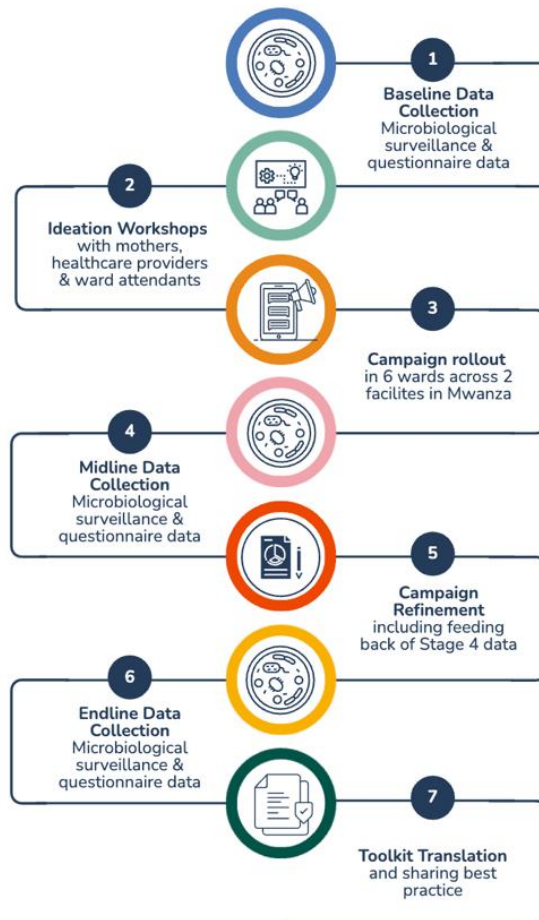 1
Baseline Data
Collection
Microbiological
surveillance &
questionnaire data
2
Ideation Workshops
with mothers,
healthcare providers
& ward attendants
3
Campaign rollout
in 6 wards across 2
facilites in Mwanza
4
Midline Data
Collection
Microbiological
surveillance &
questionnaire data
5
Campaign
Refinement
including feeding
back of Stage 4 data
6
Endline Data
Collection
Microbiological
surveillance &
questionnaire data
7
Toolkit Translation
and sharing best
practice